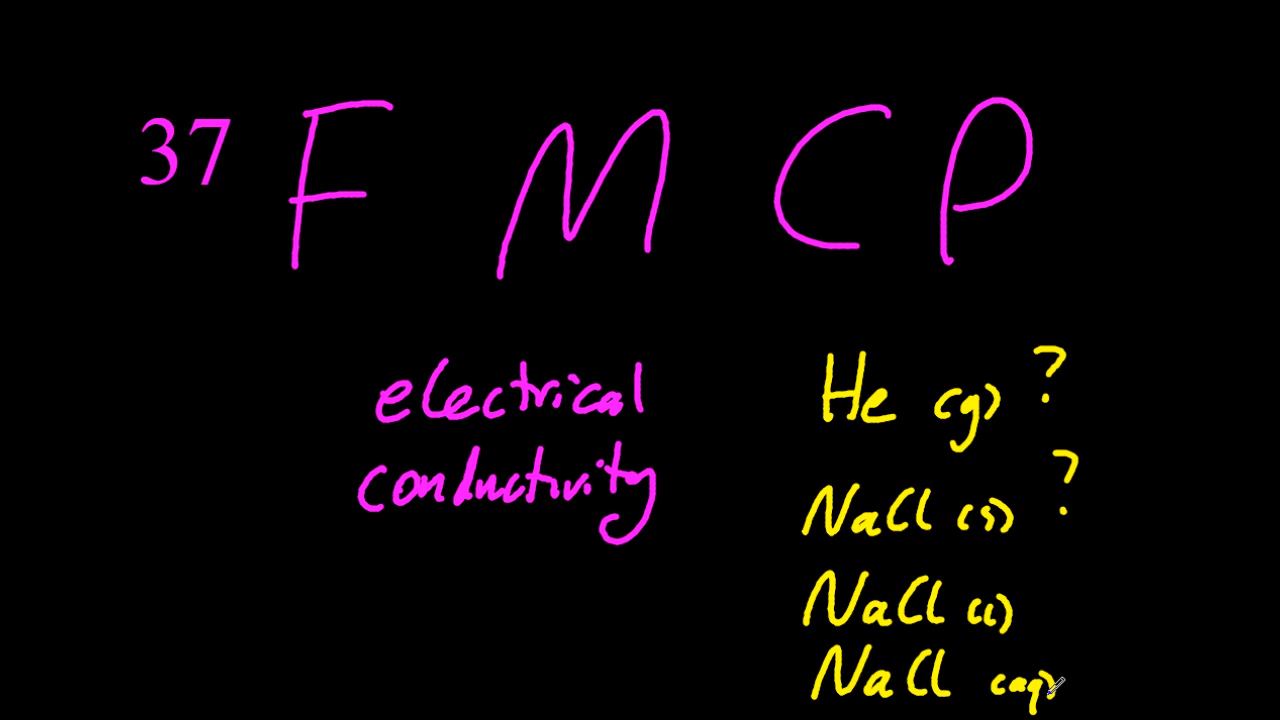 37 F M C P
electrical
conductivity
He (g) ?
NaCl (s) ?
NaCl (l)
NaCl (aq)